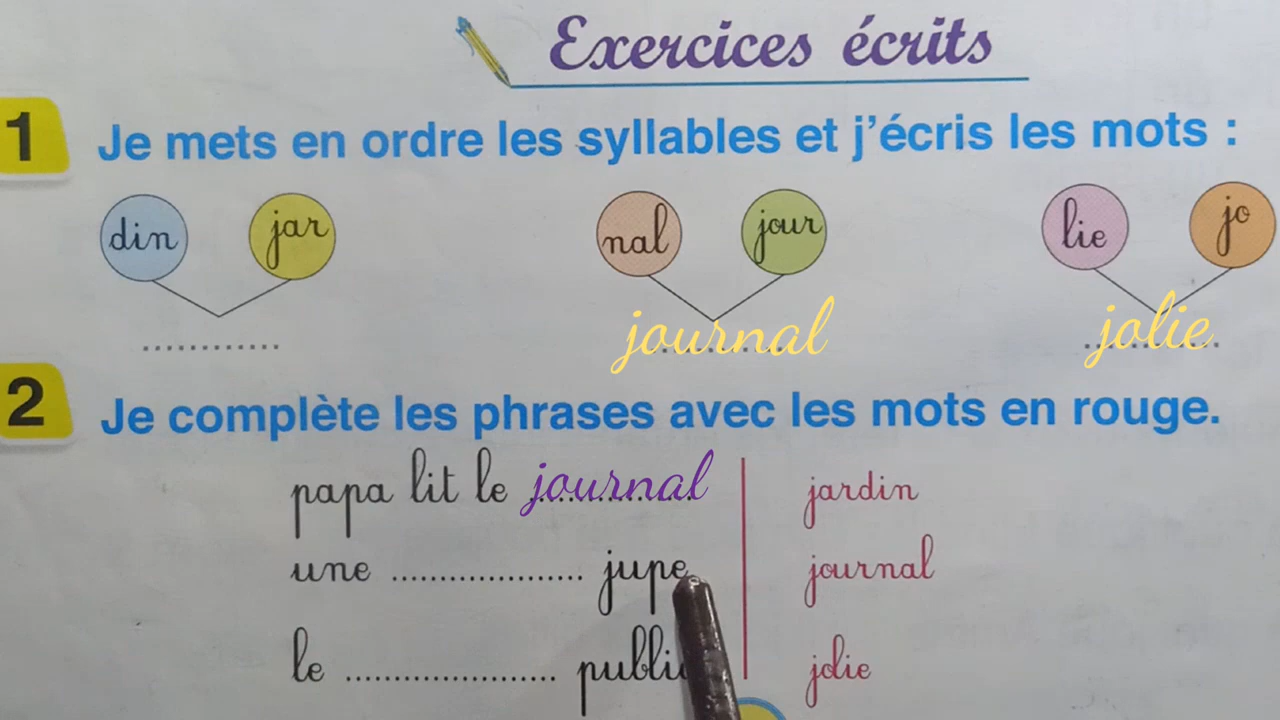 Exercices écrits
1 Je mets en ordre les syllables et j'écris les mots :
din jar nal jour lie jo
............ journal jolie
2 Je complète les phrases avec les mots en rouge.
papa lit le journal jardin
une .................... jupe journal
le ...................... jolie